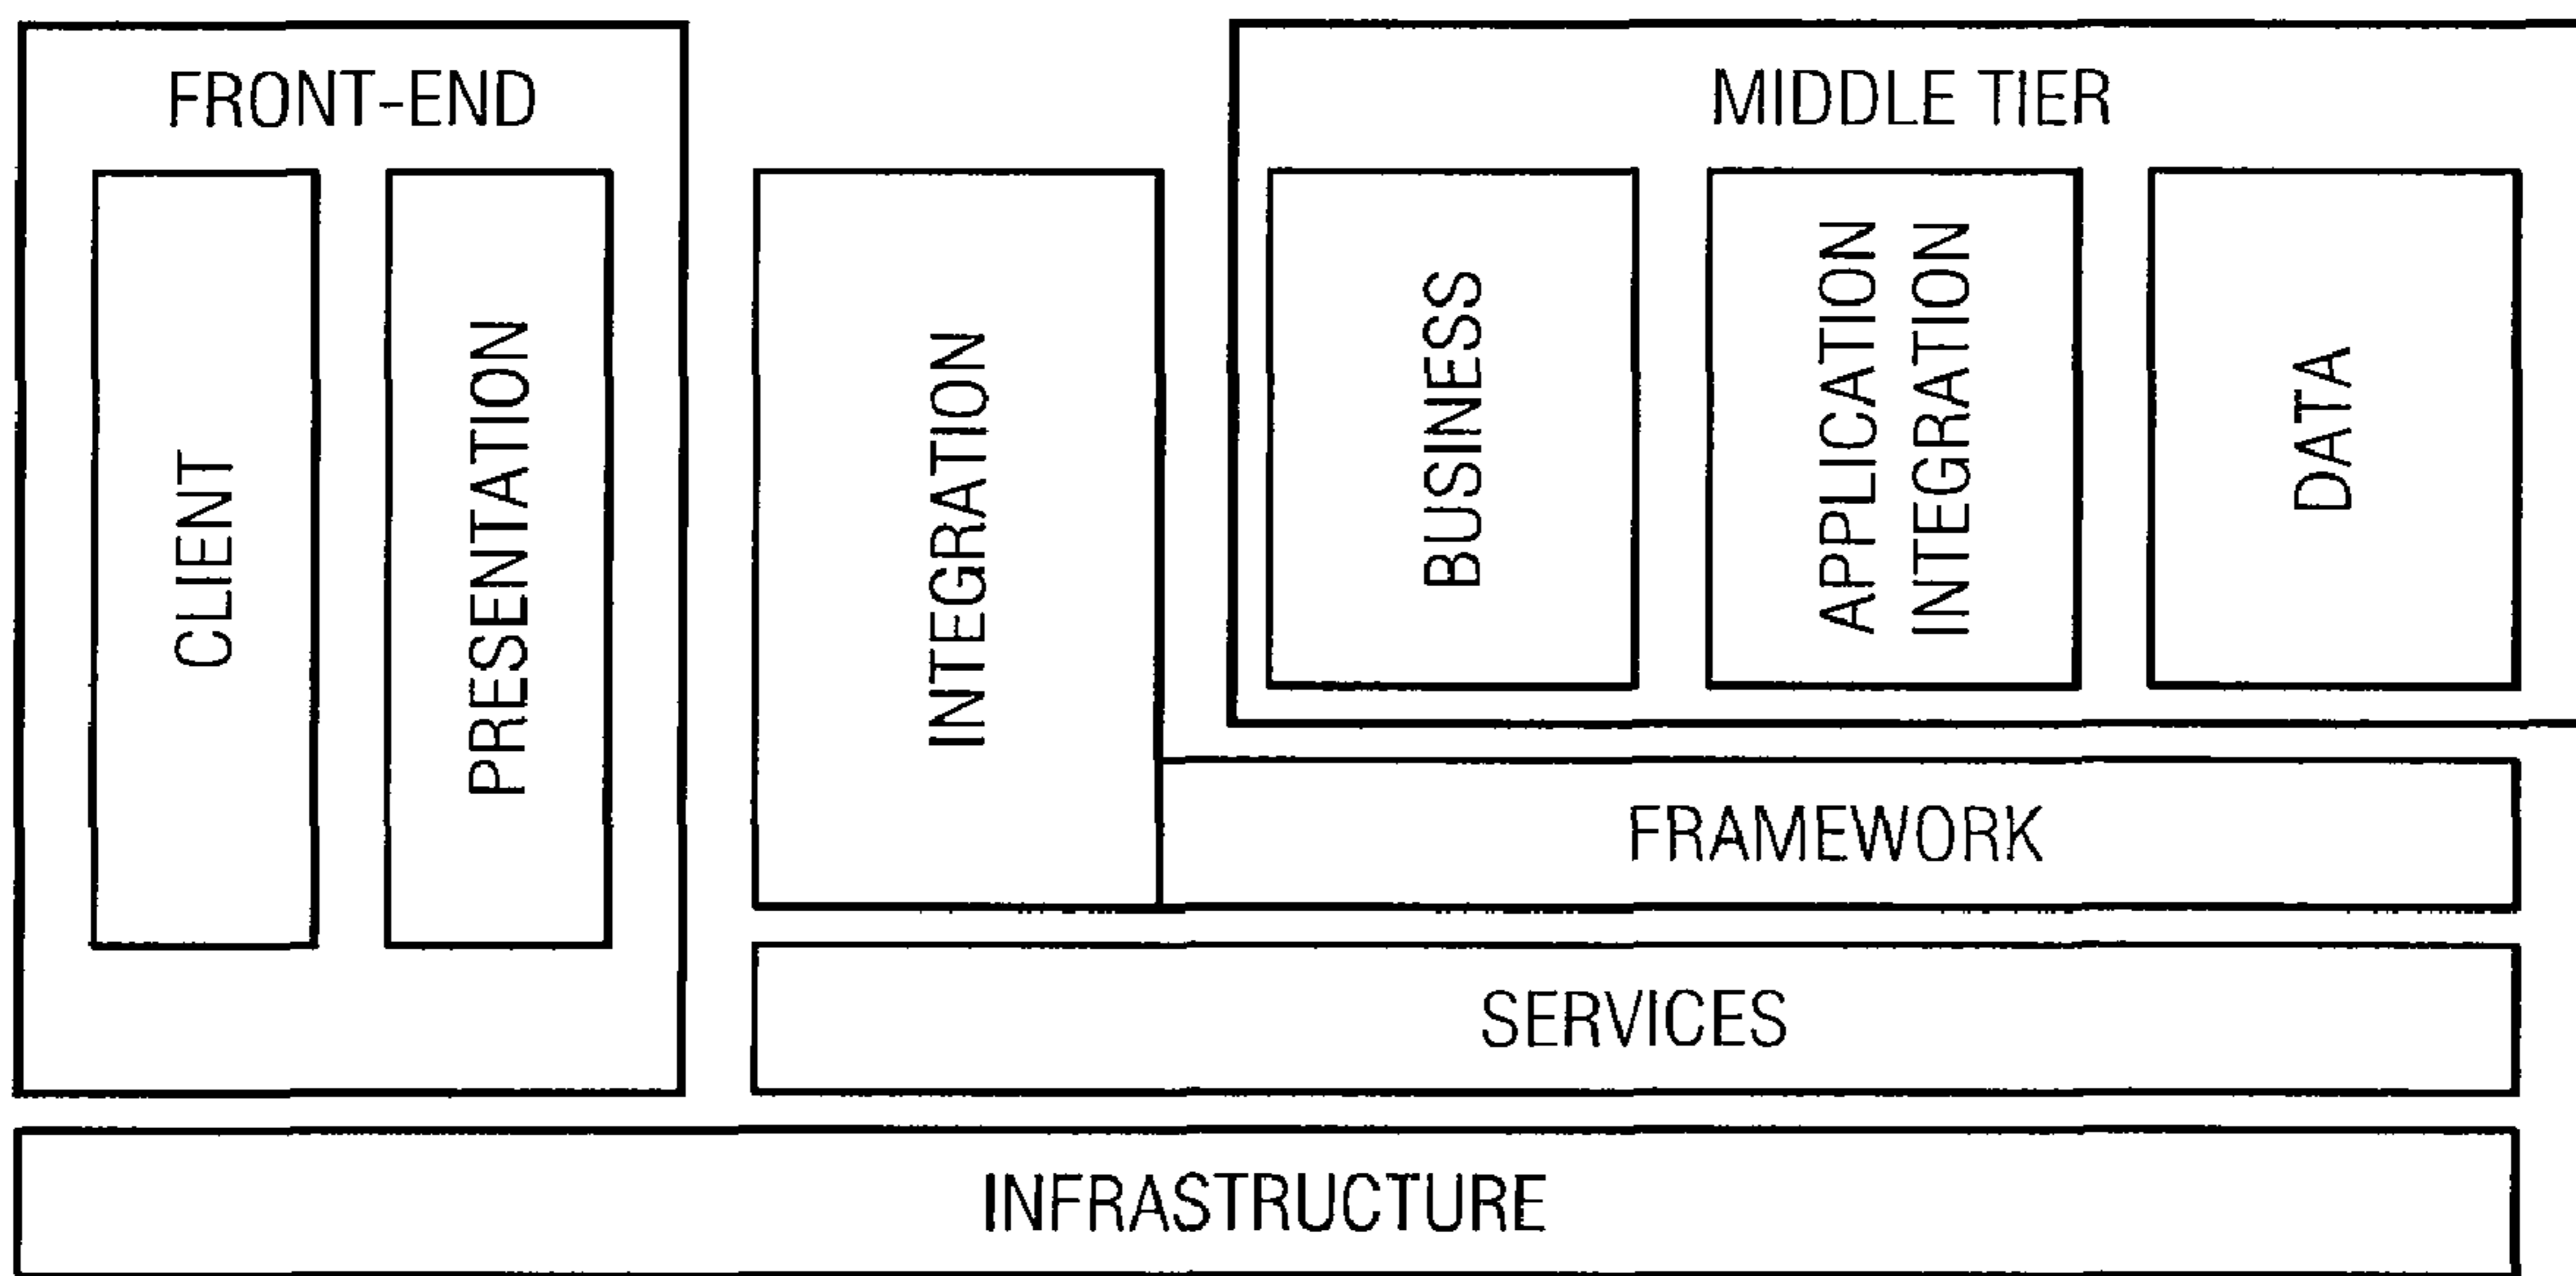 FRONT-END
CLIENT
PRESENTATION
INTEGRATION
MIDDLE TIER
BUSINESS
APPLICATION
INTEGRATION
DATA
FRAMEWORK
SERVICES
INFRASTRUCTURE